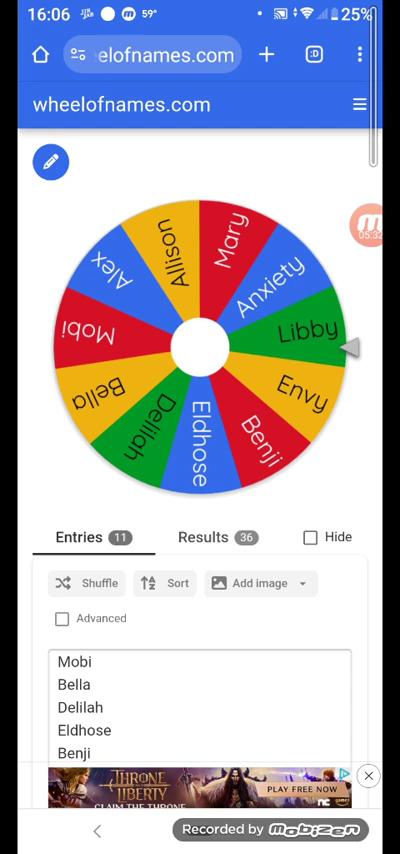 16:06
59°
25%
elofnames.com
:D
wheelofnames.com
05:32
Mary
Anxiety
Libby
Envy
Benji
Eldhose
Delilah
Bella
Mobi
Alex
Allison
Entries 11
Results 36
Hide
Shuffle
Sort
Add image
Advanced
Mobi
Bella
Delilah
Eldhose
Benji
THRONE
LIBERTY
CLAIM THE THRONE
PLAY FREE NOW
NC
Recorded by mobizen